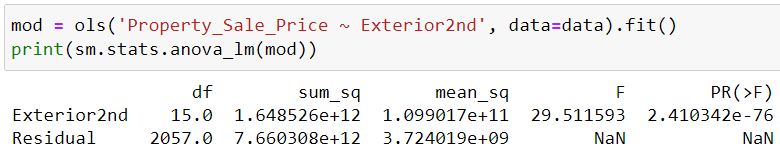 mod = ols('Property_Sale_Price ~ Exterior2nd', data=data).fit()
print(sm.stats.anova_lm(mod))
df sum_sq mean_sq F PR(>F)
Exterior2nd 15.0 1.648526e+12 1.099017e+11 29.511593 2.410342e-76
Residual 2057.0 7.660308e+12 3.724019e+09 NaN NaN